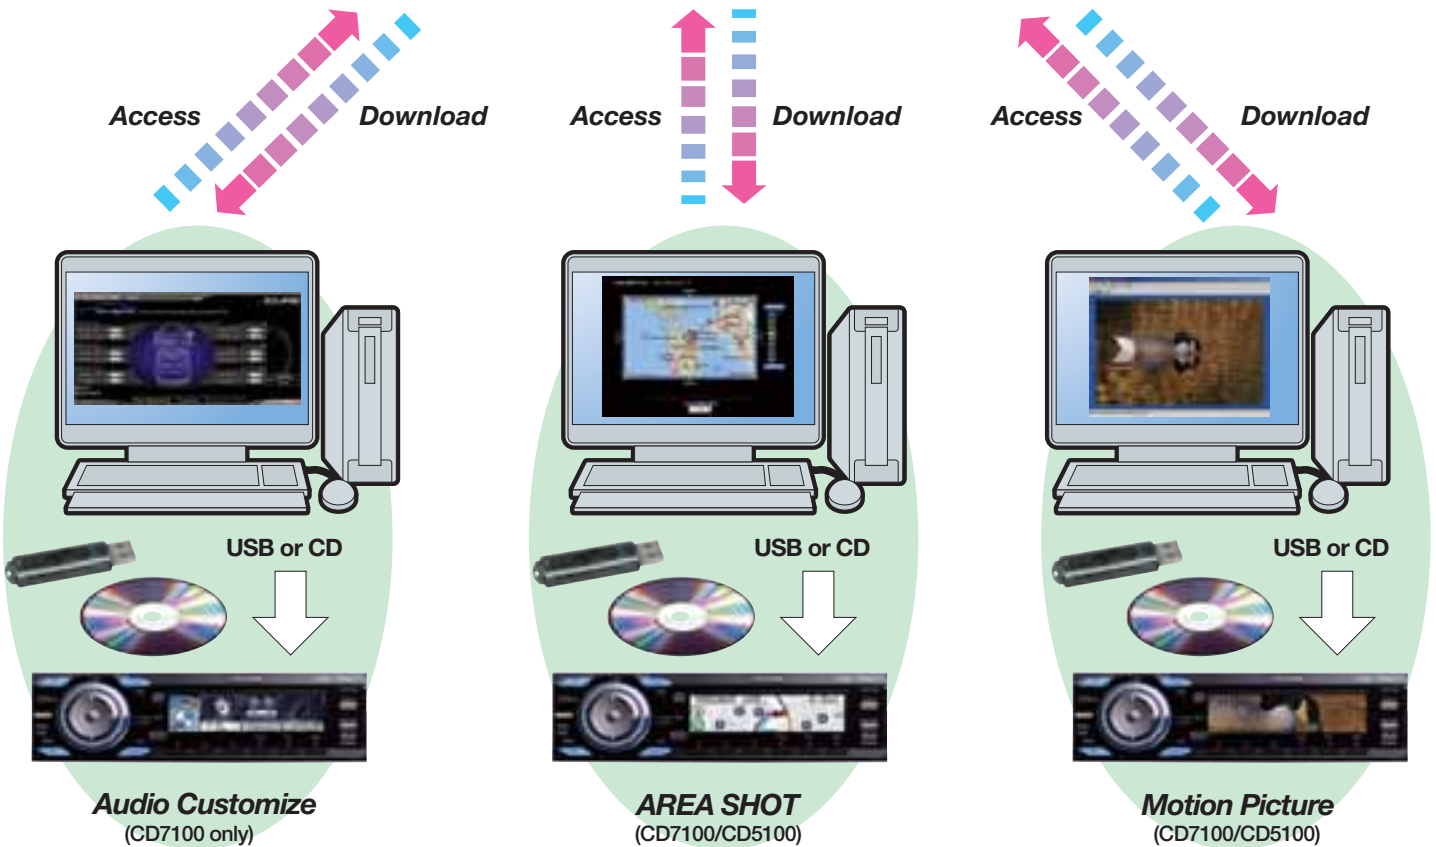 Access
Download
Access
Download
Access
Download
USB or CD
USB or CD
USB or CD
Audio Customize
(CD7100 only)
AREA SHOT
(CD7100/CD5100)
Motion Picture
(CD7100/CD5100)